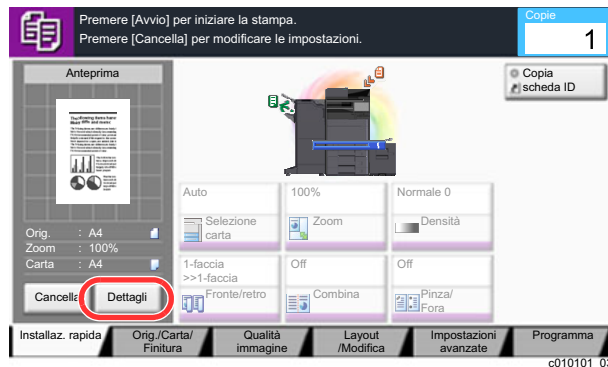 Premere [Avvio] per iniziare la stampa.
Premere [Cancella] per modificare le impostazioni.
Copie
1
Anteprima
Orig. : A4
Zoom : 100%
Carta : A4
Cancella
Dettagli
Copia
scheda ID
Auto
Selezione
carta
100%
Zoom
Normale 0
Densità
1-faccia
>>1-faccia
Fronte/retro
Off
Combina
Off
Pinza/
Fora
Installaz. rapida
Orig./Carta/
Finitura
Qualità
immagine
Layout
/Modifica
Impostazioni
avanzate
Programma